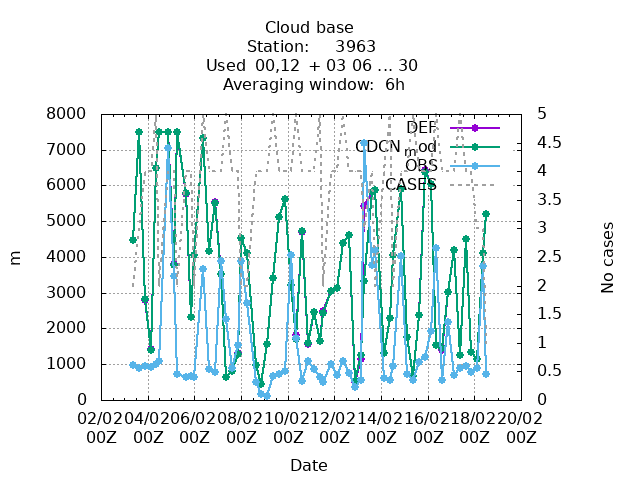 Cloud base
Station: 3963
Used 00,12 + 03 06 ... 30
Averaging window: 6h
8000
7000
6000
5000
4000
3000
2000
1000
0
m
5
4.5
4
3.5
3
2.5
2
1.5
1
0.5
0
No cases
DEF
CDCN_mod
OBS
CASES
02/02 04/02 06/02 08/02 10/02 12/02 14/02 16/02 18/02 20/02
00Z 00Z 00Z 00Z 00Z 00Z 00Z 00Z 00Z 00Z
Date